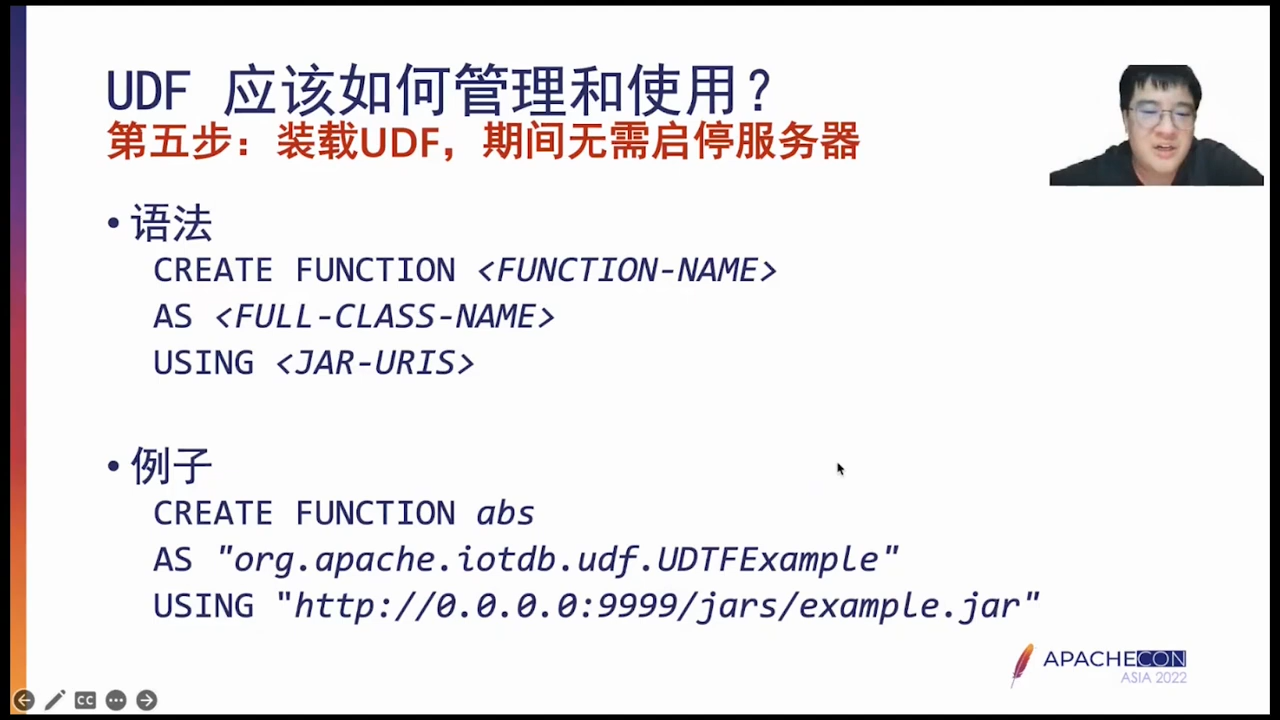 UDF 应该如何管理和使用？
第五步：装载UDF，期间无需启停服务器
• 语法
CREATE FUNCTION <FUNCTION-NAME>
AS <FULL-CLASS-NAME>
USING <JAR-URIS>
• 例子
CREATE FUNCTION abs
AS "org.apache.iotdb.udf.UDTFExample"
USING "http://0.0.0.0:9999/jars/example.jar"
APACHECON
ASIA 2022
CC